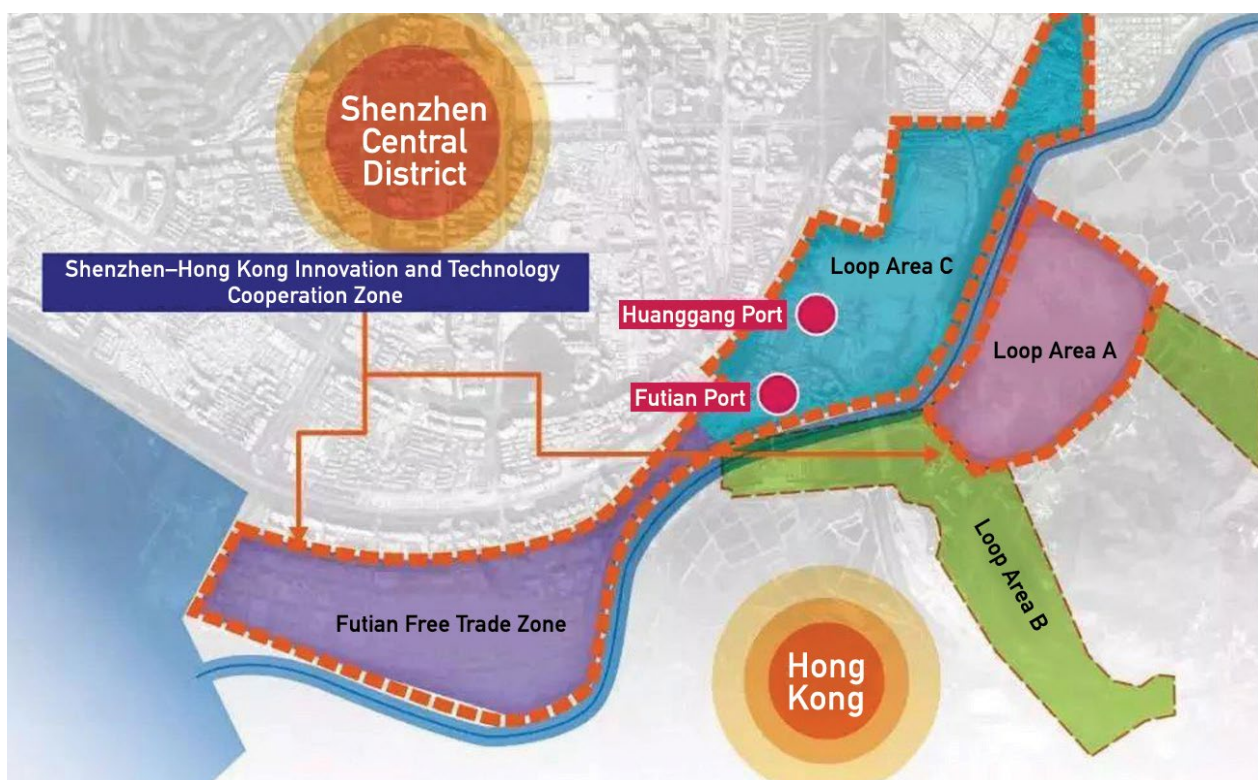 Shenzhen
Central
District
Shenzhen–Hong Kong Innovation and Technology
Cooperation Zone
Loop Area C
Huanggang Port
Loop Area A
Futian Port
Loop Area B
Futian Free Trade Zone
Hong
Kong